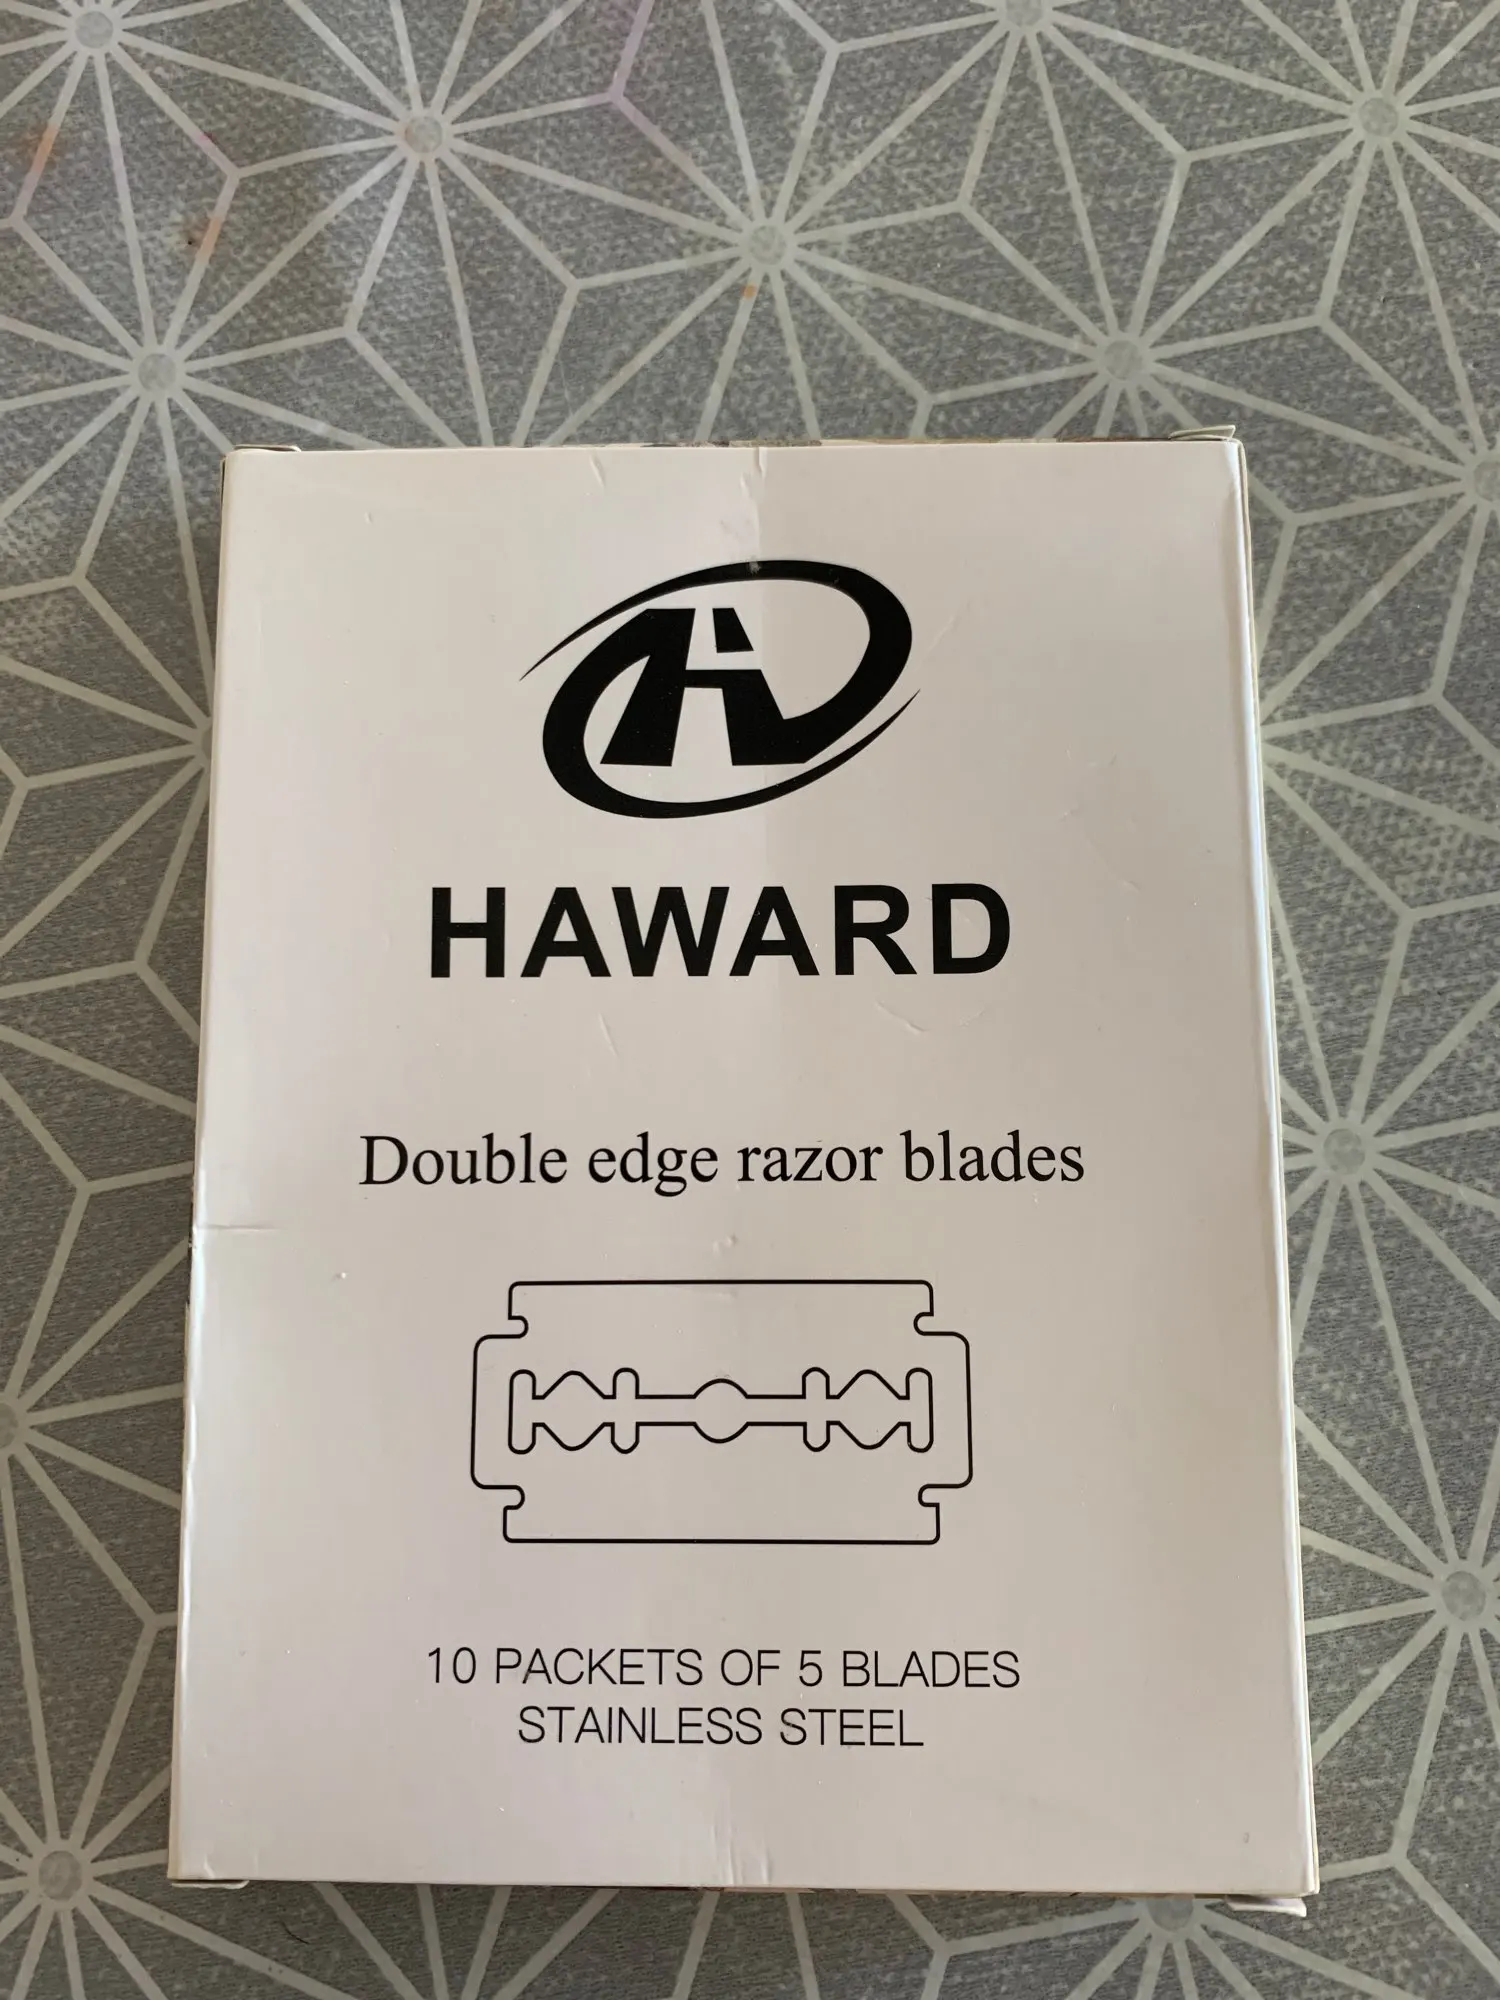 HAWARD
Double edge razor blades
10 PACKETS OF 5 BLADES
STAINLESS STEEL